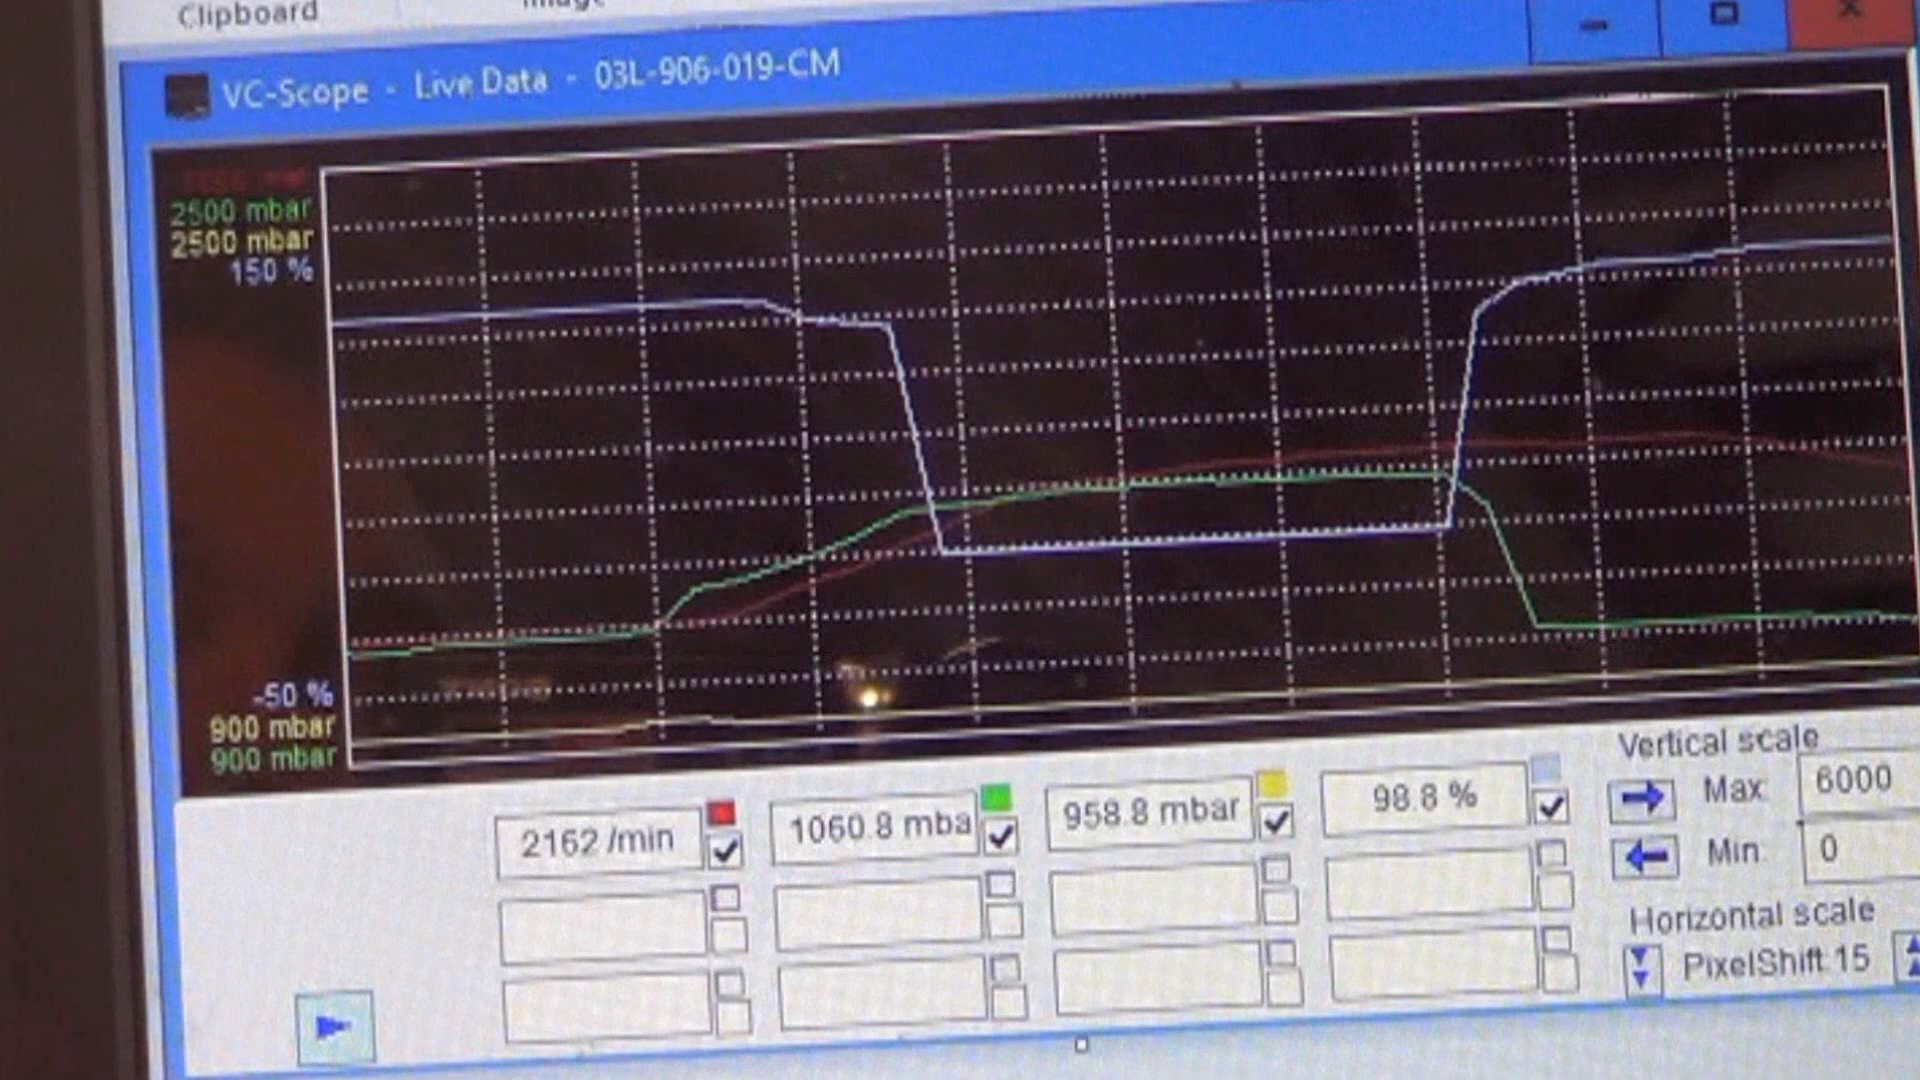 Clipboard
VC-Scope - Live Data - 03L-906-019-CM
2500 mbar
2500 mbar
150 %
-50 %
900 mbar
900 mbar
2162 /min
1060.8 mba
958.8 mbar
98.8 %
Vertical scale
Max 6000
Min 0
Horizontal scale
PixelShift 15